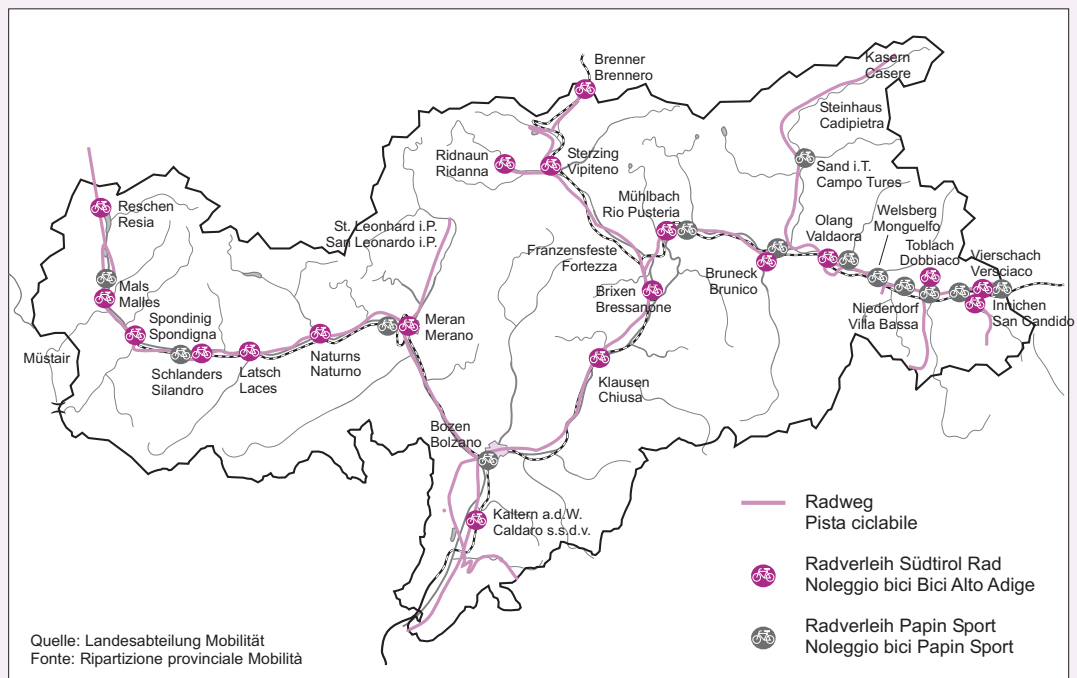 Brenner
Brennero
Kasern
Casere
Steinhaus
Cadipietra
Ridnaun
Ridanna
Sterzing
Vipiteno
Sand i.T.
Campo Tures
Mühlbach
Rio Pusteria
Olang
Valdaora
Welsberg
Monguelfo
Reschen
Resia
St. Leonhard i.P.
San Leonardo i.P.
Toblach
Dobbiaco
Vierschach
Versciaco
Franzensfeste
Fortezza
Bruneck
Brunico
Mals
Malles
Brixen
Bressanone
Niederdorf
Villa Bassa
Innichen
San Candido
Spondinig
Spondigna
Meran
Merano
Müstair
Naturns
Naturno
Schlanders
Silandro
Latsch
Laces
Klausen
Chiusa
Bozen
Bolzano
Kaltern a.d.W.
Caldaro s.s.d.v.
Radweg
Pista ciclabile
Radverleih Südtirol Rad
Noleggio bici Bici Alto Adige
Radverleih Papin Sport
Noleggio bici Papin Sport
Quelle: Landesabteilung Mobilität
Fonte: Ripartizione provinciale Mobilità